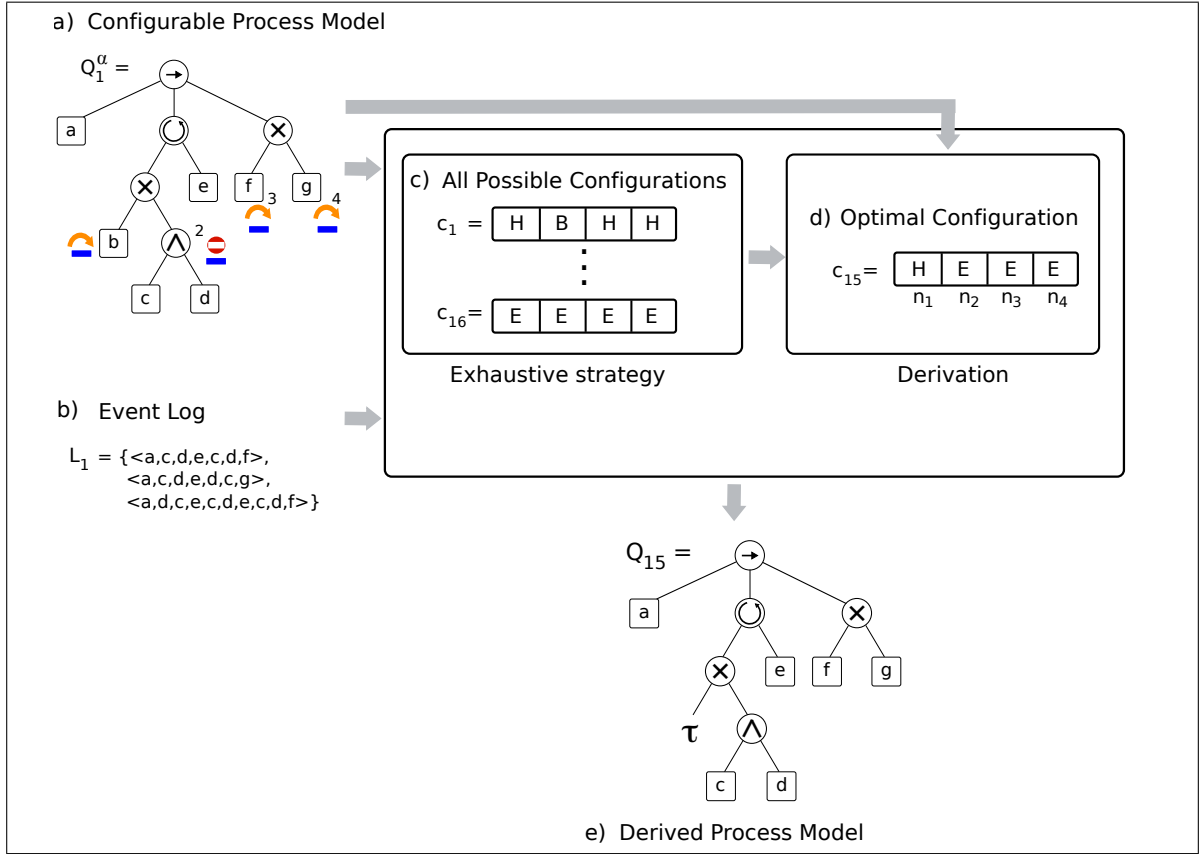 a) Configurable Process Model
Q₁^α =
→
a
×
× e f 3 g 4
b ∧ 2
c d
c) All Possible Configurations
c₁ = H B H H
⋮
c₁₆= E E E E
Exhaustive strategy
d) Optimal Configuration
c₁₅= H E E E
n₁ n₂ n₃ n₄
Derivation
b) Event Log
L₁ = {<a,c,d,e,c,d,f>,
<a,c,d,e,d,c,g>,
<a,d,c,e,c,d,e,c,d,f>}
Q₁₅ =
→
a
×
× e f g
τ ∧
c d
e) Derived Process Model